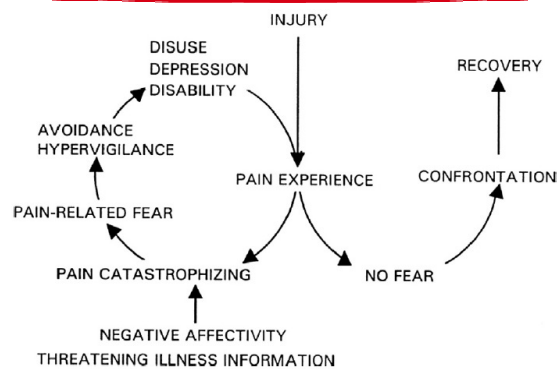 INJURY
DISUSE
DEPRESSION
DISABILITY
RECOVERY
AVOIDANCE
HYPERVIGILANCE
PAIN EXPERIENCE
CONFRONTATION
PAIN-RELATED FEAR
PAIN CATASTROPHIZING
NO FEAR
NEGATIVE AFFECTIVITY
THREATENING ILLNESS INFORMATION